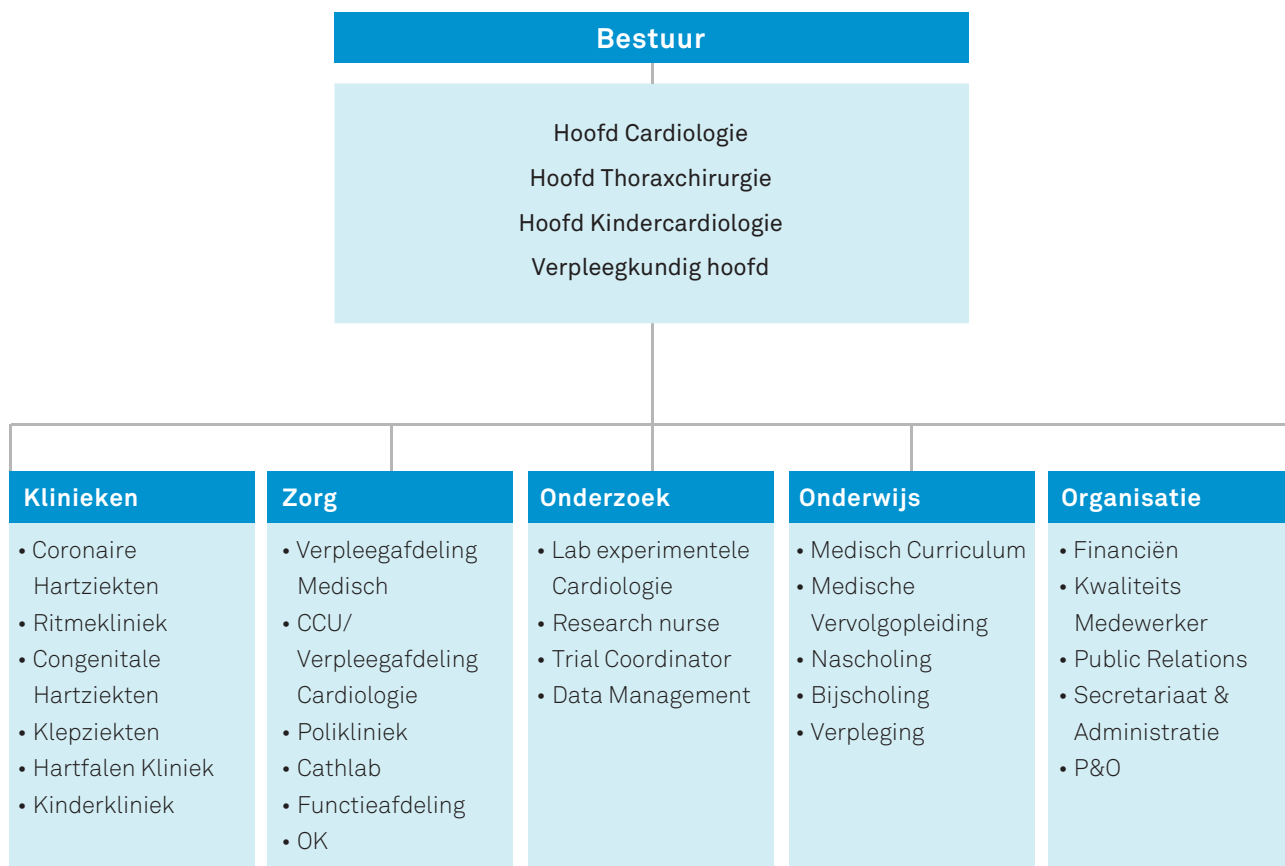 Bestuur
Hoofd Cardiologie
Hoofd Thoraxchirurgie
Hoofd Kindercardiologie
Verpleegkundig hoofd
Klinieken
• Coronaire
Hartziekten
• Ritmekliniek
• Congenitale
Hartziekten
• Klepziekten
• Hartfalen Kliniek
• Kinderkliniek
Zorg
• Verpleegafdeling
Medisch
• CCU/
Verpleegafdeling
Cardiologie
• Polikliniek
• Cathlab
• Functieafdeling
• OK
Onderzoek
• Lab experimentele
Cardiologie
• Research nurse
• Trial Coordinator
• Data Management
Onderwijs
• Medisch Curriculum
• Medische
Vervolgopleiding
• Nascholing
• Bijscholing
• Verpleging
Organisatie
• Financiën
• Kwaliteits
Medewerker
• Public Relations
• Secretariaat &
Administratie
• P&O